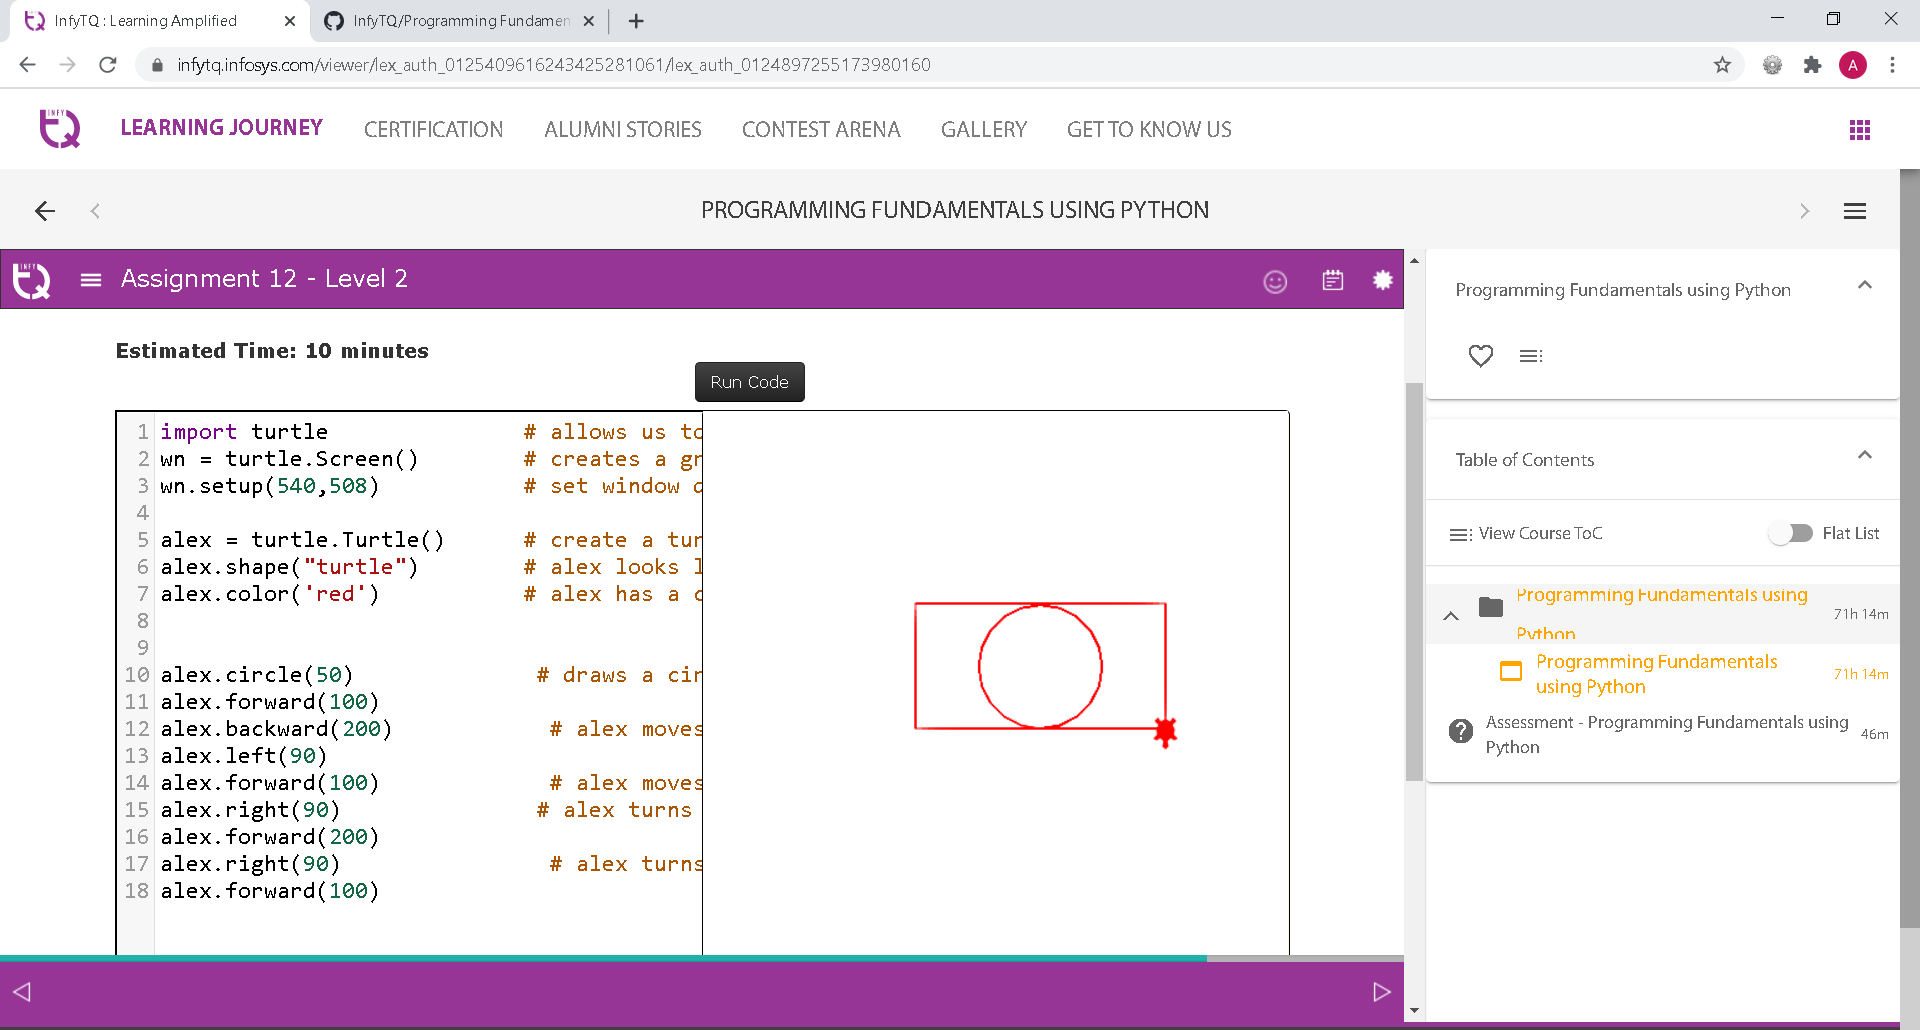 InfyTQ : Learning Amplified
InfyTQ/Programming Fundamen
infytq.infosys.com/viewer/lex_auth_0125409616243425281061/lex_auth_0124897255173980160
A
INFY TQ
LEARNING JOURNEY
CERTIFICATION
ALUMNI STORIES
CONTEST ARENA
GALLERY
GET TO KNOW US
PROGRAMMING FUNDAMENTALS USING PYTHON
INFY TQ
Assignment 12 - Level 2
Estimated Time: 10 minutes
Run Code
1 import turtle # allows us to
2 wn = turtle.Screen() # creates a gr
3 wn.setup(540,508) # set window d
4
5 alex = turtle.Turtle() # create a tur
6 alex.shape("turtle") # alex looks l
7 alex.color('red') # alex has a c
8
9
10 alex.circle(50) # draws a cir
11 alex.forward(100)
12 alex.backward(200) # alex moves
13 alex.left(90)
14 alex.forward(100) # alex moves
15 alex.right(90) # alex turns
16 alex.forward(200)
17 alex.right(90) # alex turns
18 alex.forward(100)
Programming Fundamentals using Python
Table of Contents
View Course ToC
Flat List
Programming Fundamentals using
Python
71h 14m
Programming Fundamentals
using Python
71h 14m
Assessment - Programming Fundamentals using
Python
46m